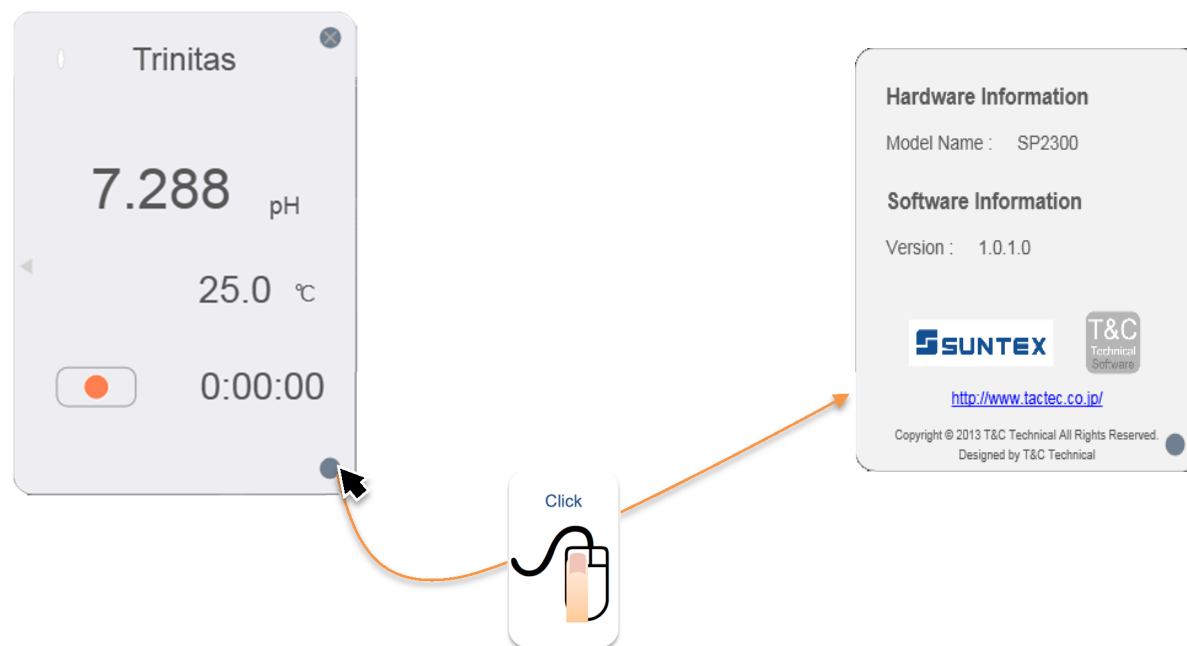 Trinitas
7.288 pH
25.0 ℃
0:00:00
Click
Hardware Information
Model Name : SP2300
Software Information
Version : 1.0.1.0
SUNTEX
T&C
Technical
Software
http://www.tactec.co.jp/
Copyright © 2013 T&C Technical All Rights Reserved.
Designed by T&C Technical